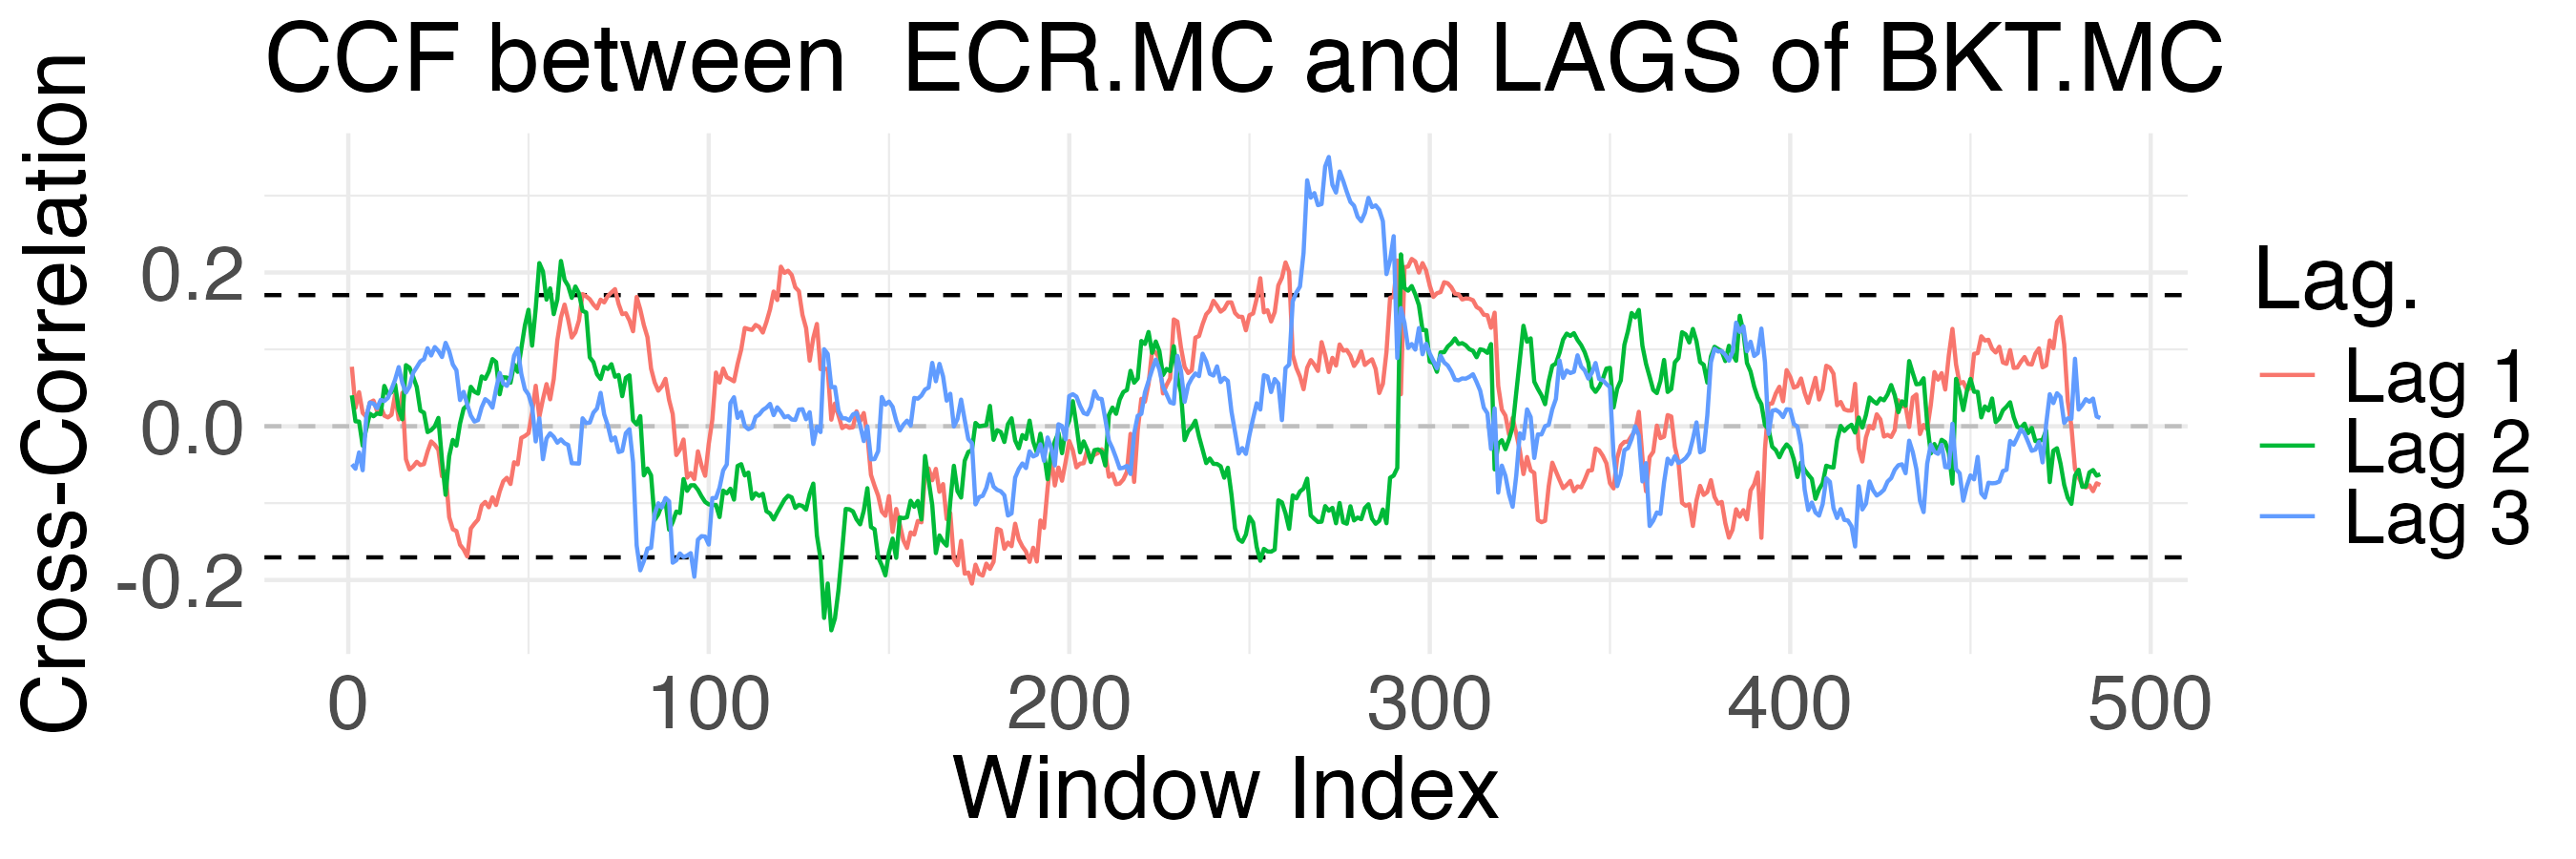 CCF between  ECR.MC and LAGS of BKT.MC
Cross-Correlation
0.2
0.0
-0.2
0 100 200 300 400 500
Window Index
Lag.
Lag 1
Lag 2
Lag 3